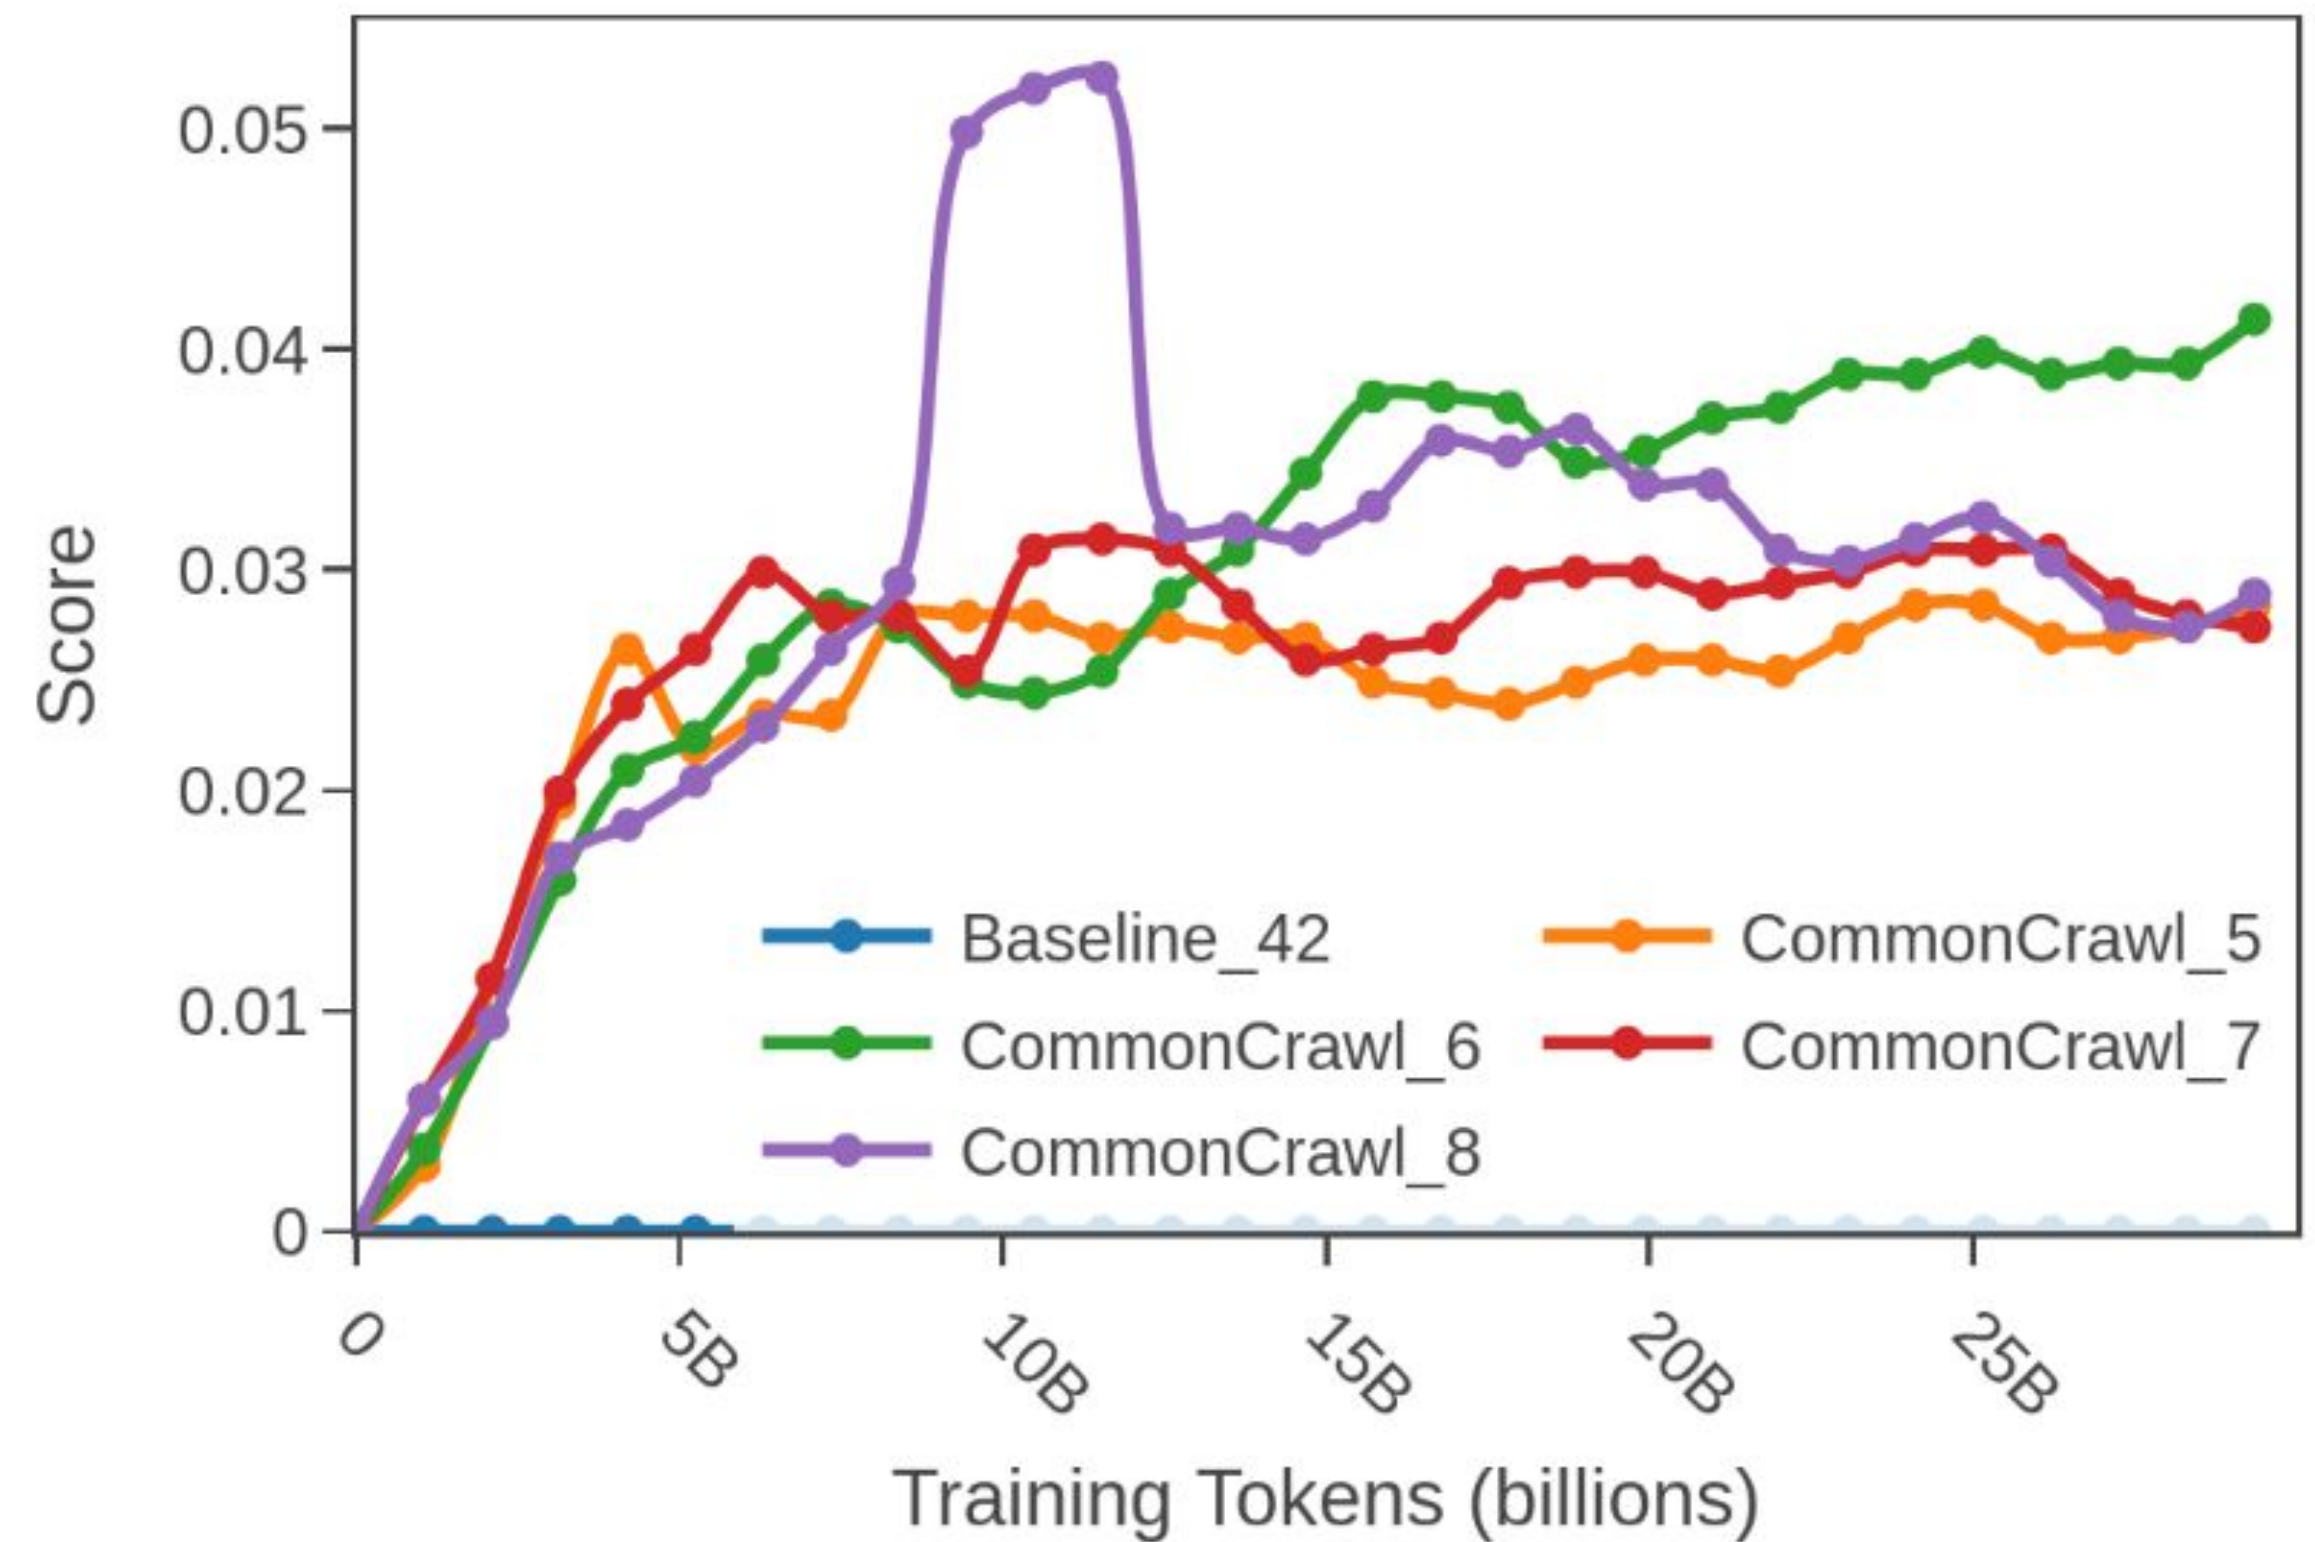 0.05
0.04
0.03
0.02
0.01
0
Score
Baseline_42 CommonCrawl_5
CommonCrawl_6 CommonCrawl_7
CommonCrawl_8
0 5B 10B 15B 20B 25B
Training Tokens (billions)